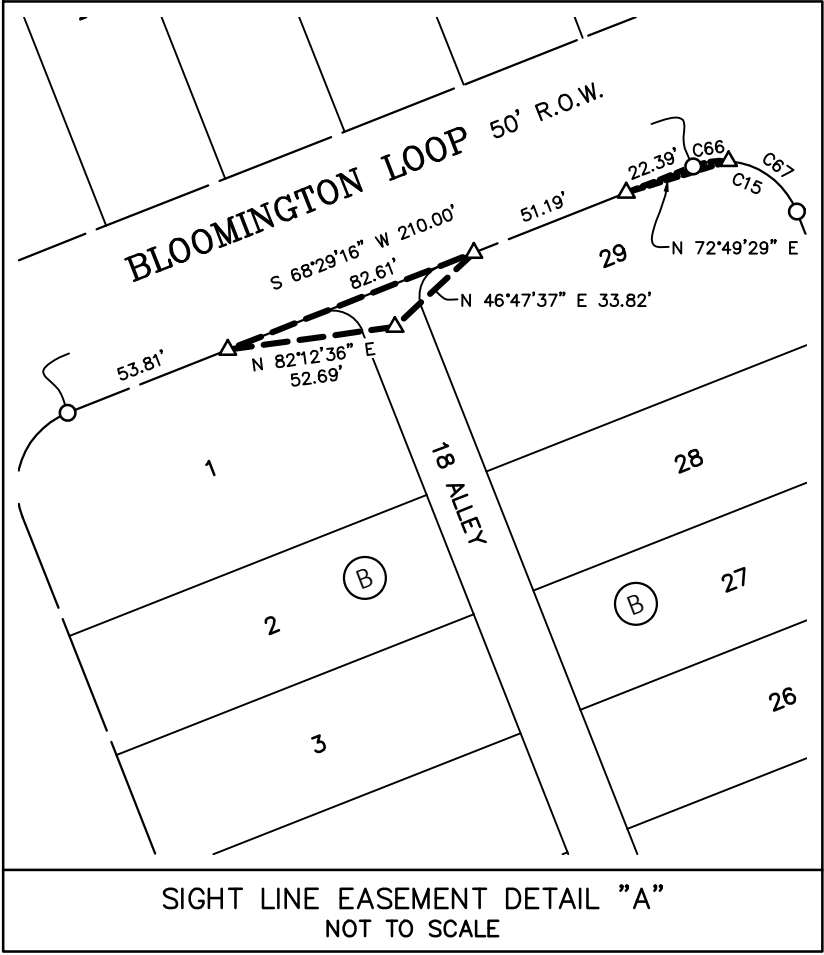 BLOOMINGTON LOOP 50' R.O.W.
S 68°29'16" W 210.00'
82.61'
51.19'
22.39'
C66
C67
C15
N 72°49'29" E
29
N 46°47'37" E 33.82'
53.81'
N 82°12'36" E
52.69'
1
18 ALLEY
28
2
B
B
27
3
26
SIGHT LINE EASEMENT DETAIL "A"
NOT TO SCALE